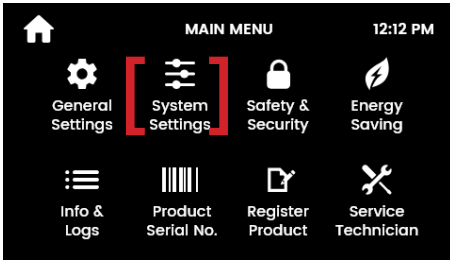 MAIN MENU 12:12 PM
General System Safety & Energy
Settings Settings Security Saving
Info & Product Register Service
Logs Serial No. Product Technician